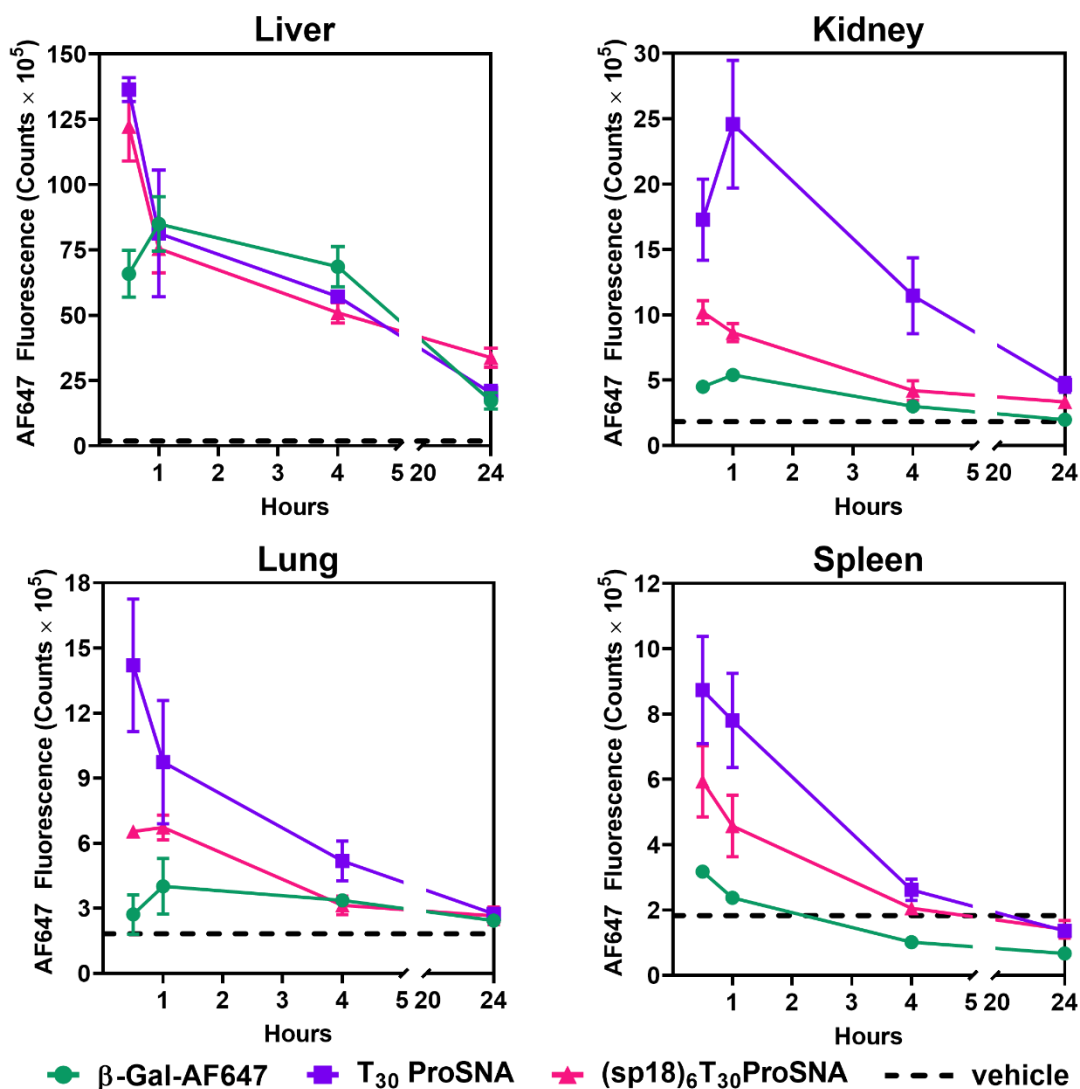 Liver
AF647 Fluorescence (Counts × 10⁵)
150
125
100
75
50
25
0
1 2 3 4 5 20 24
Hours
Kidney
AF647 Fluorescence (Counts × 10⁵)
30
25
20
15
10
5
0
1 2 3 4 5 20 24
Hours
Lung
AF647 Fluorescence (Counts × 10⁵)
18
15
12
9
6
3
0
1 2 3 4 5 20 24
Hours
Spleen
AF647 Fluorescence (Counts × 10⁵)
12
10
8
6
4
2
0
1 2 3 4 5 20 24
Hours
β-Gal-AF647 T₃₀ ProSNA (sp18)₆T₃₀ProSNA vehicle